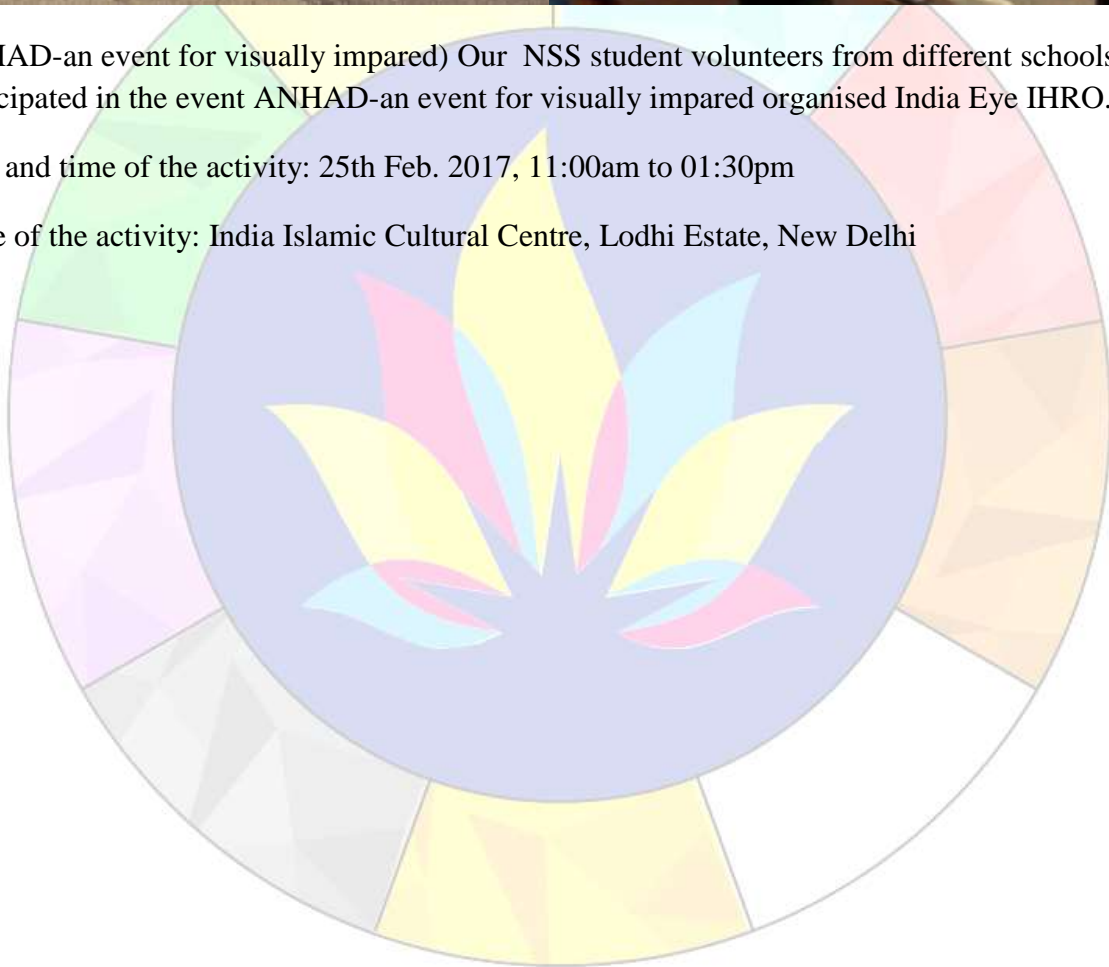 HAD-an event for visually impared) Our NSS student volunteers from different schools
cipated in the event ANHAD-an event for visually impared organised India Eye IHRO.
and time of the activity: 25th Feb. 2017, 11:00am to 01:30pm
e of the activity: India Islamic Cultural Centre, Lodhi Estate, New Delhi